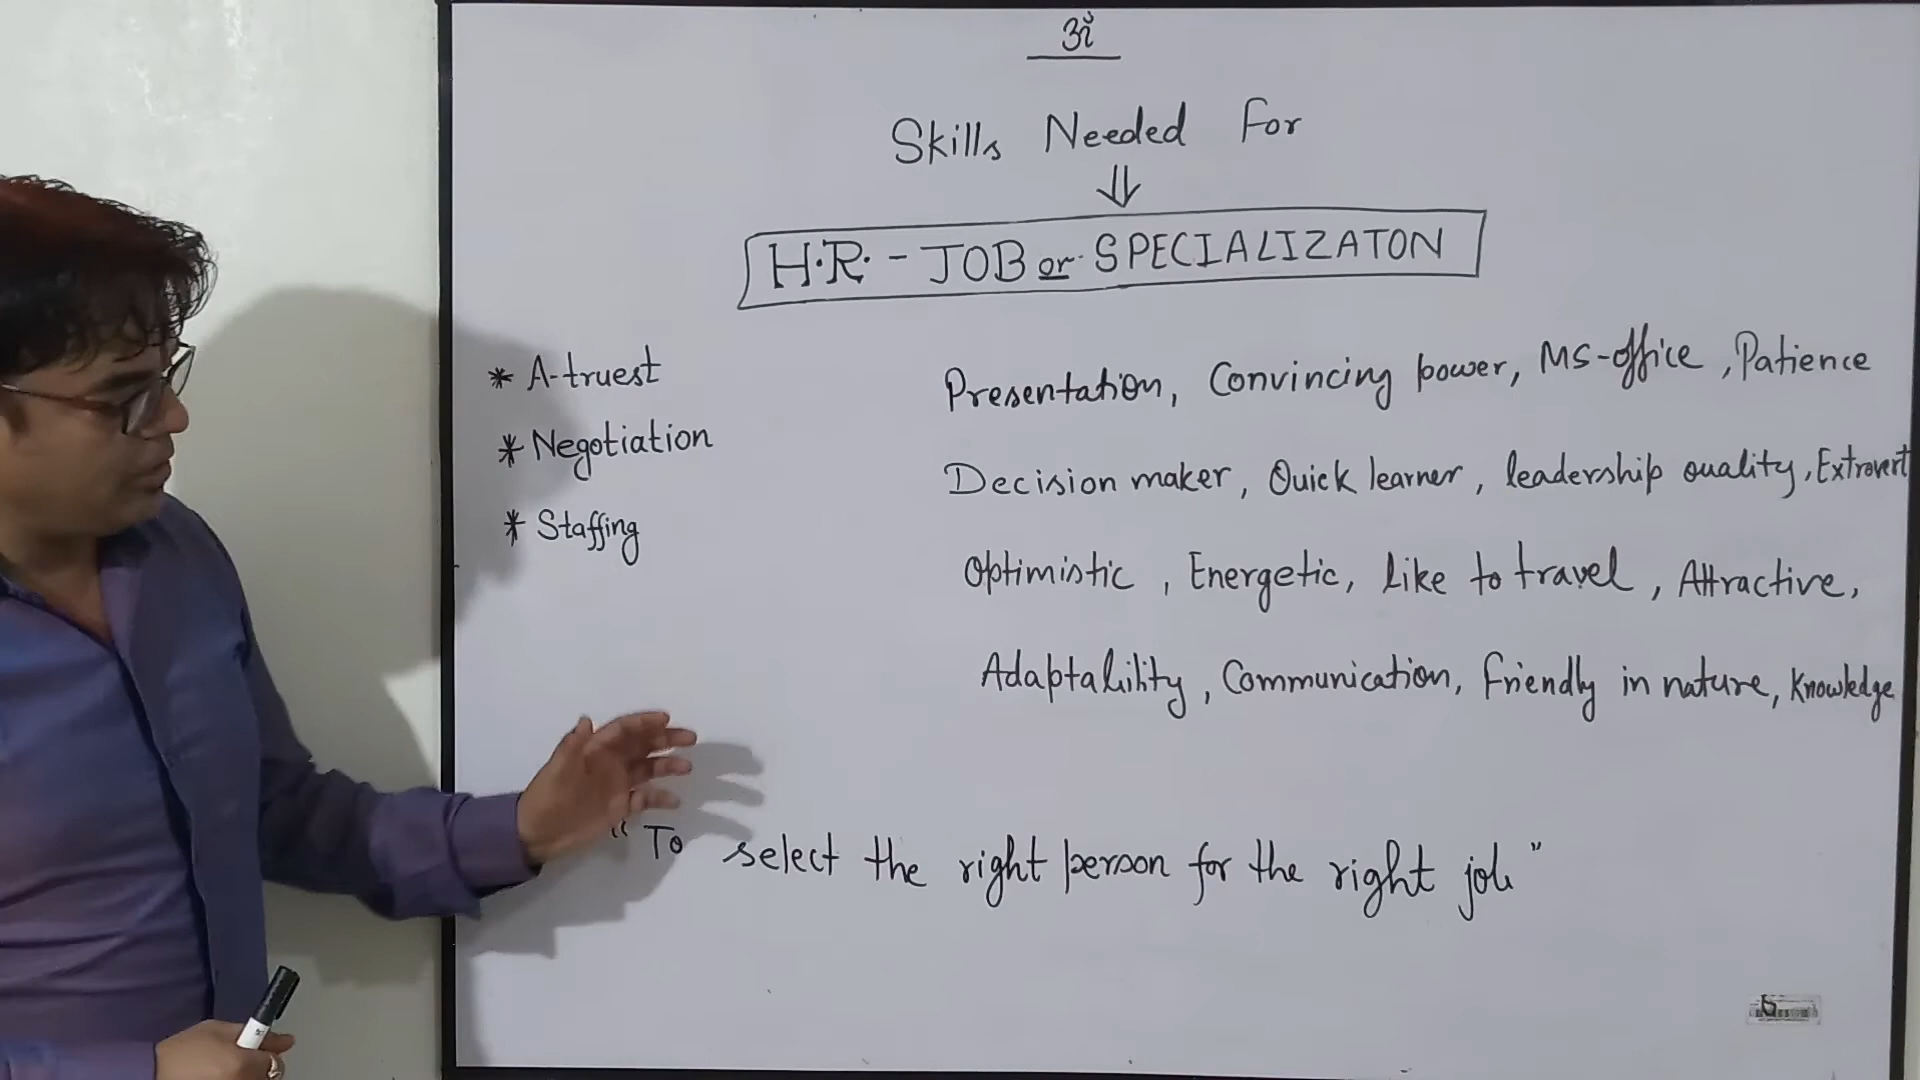 ॐ
Skills Needed For
⇓
H.R. - JOB or SPECIALIZATON
* A-truest
* Negotiation
* Staffing
Presentation, Convincing power, MS-office, Patience
Decision maker, Quick learner, leadership quality, Extrovert
Optimistic, Energetic, like to travel, Attractive,
Adaptability, Communication, friendly in nature, Knowledge
"To select the right person for the right job"